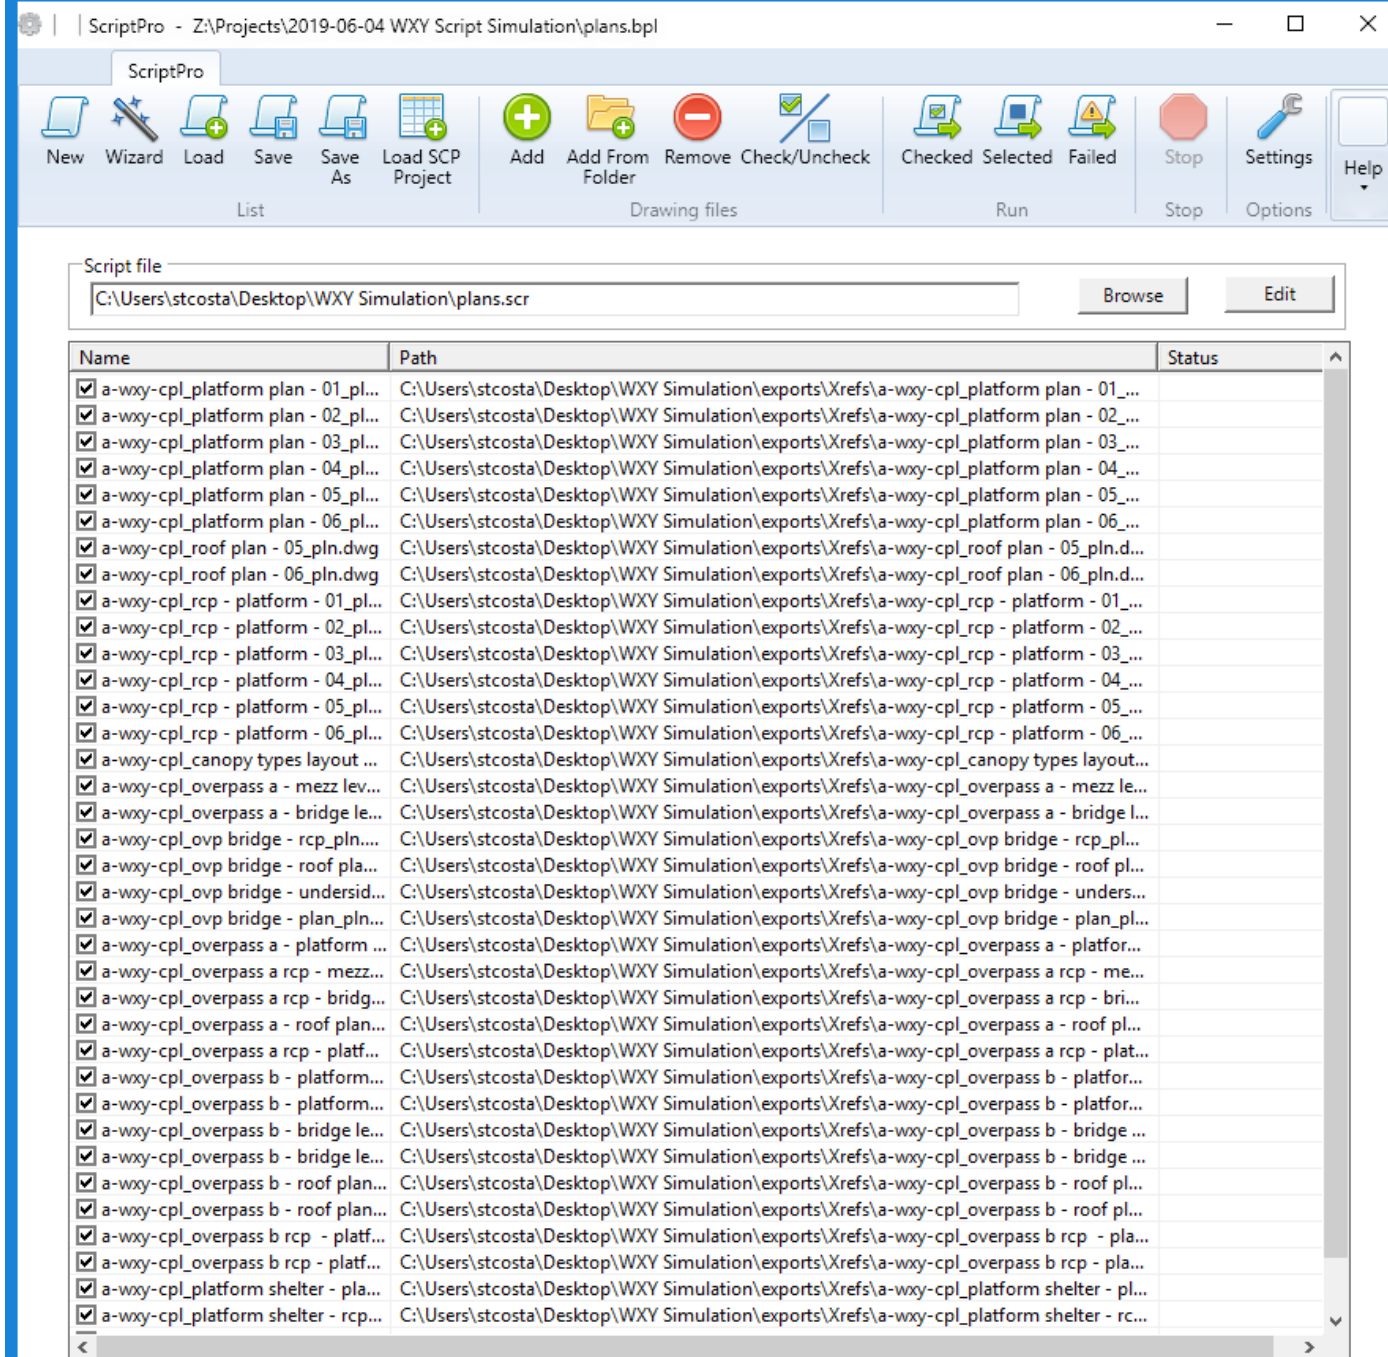 ScriptPro - Z:\Projects\2019-06-04 WXY Script Simulation\plans.bpl
ScriptPro
New Wizard Load Save Save As Load SCP Project Add Add From Folder Remove Check/Uncheck Checked Selected Failed Stop Settings Help
List Drawing files Run Stop Options
Script file
C:\Users\stcosta\Desktop\WXY Simulation\plans.scr Browse Edit
Name Path Status
a-wxy-cpl_platform plan - 01_pl... C:\Users\stcosta\Desktop\WXY Simulation\exports\Xrefs\a-wxy-cpl_platform plan - 01_...
a-wxy-cpl_platform plan - 02_pl... C:\Users\stcosta\Desktop\WXY Simulation\exports\Xrefs\a-wxy-cpl_platform plan - 02_...
a-wxy-cpl_platform plan - 03_pl... C:\Users\stcosta\Desktop\WXY Simulation\exports\Xrefs\a-wxy-cpl_platform plan - 03_...
a-wxy-cpl_platform plan - 04_pl... C:\Users\stcosta\Desktop\WXY Simulation\exports\Xrefs\a-wxy-cpl_platform plan - 04_...
a-wxy-cpl_platform plan - 05_pl... C:\Users\stcosta\Desktop\WXY Simulation\exports\Xrefs\a-wxy-cpl_platform plan - 05_...
a-wxy-cpl_platform plan - 06_pl... C:\Users\stcosta\Desktop\WXY Simulation\exports\Xrefs\a-wxy-cpl_platform plan - 06_...
a-wxy-cpl_roof plan - 05_pln.dwg C:\Users\stcosta\Desktop\WXY Simulation\exports\Xrefs\a-wxy-cpl_roof plan - 05_pln.d...
a-wxy-cpl_roof plan - 06_pln.dwg C:\Users\stcosta\Desktop\WXY Simulation\exports\Xrefs\a-wxy-cpl_roof plan - 06_pln.d...
a-wxy-cpl_rcp - platform - 01_pl... C:\Users\stcosta\Desktop\WXY Simulation\exports\Xrefs\a-wxy-cpl_rcp - platform - 01_...
a-wxy-cpl_rcp - platform - 02_pl... C:\Users\stcosta\Desktop\WXY Simulation\exports\Xrefs\a-wxy-cpl_rcp - platform - 02_...
a-wxy-cpl_rcp - platform - 03_pl... C:\Users\stcosta\Desktop\WXY Simulation\exports\Xrefs\a-wxy-cpl_rcp - platform - 03_...
a-wxy-cpl_rcp - platform - 04_pl... C:\Users\stcosta\Desktop\WXY Simulation\exports\Xrefs\a-wxy-cpl_rcp - platform - 04_...
a-wxy-cpl_rcp - platform - 05_pl... C:\Users\stcosta\Desktop\WXY Simulation\exports\Xrefs\a-wxy-cpl_rcp - platform - 05_...
a-wxy-cpl_rcp - platform - 06_pl... C:\Users\stcosta\Desktop\WXY Simulation\exports\Xrefs\a-wxy-cpl_rcp - platform - 06_...
a-wxy-cpl_canopy types layout ... C:\Users\stcosta\Desktop\WXY Simulation\exports\Xrefs\a-wxy-cpl_canopy types layout...
a-wxy-cpl_overpass a - mezz lev... C:\Users\stcosta\Desktop\WXY Simulation\exports\Xrefs\a-wxy-cpl_overpass a - mezz le...
a-wxy-cpl_overpass a - bridge le... C:\Users\stcosta\Desktop\WXY Simulation\exports\Xrefs\a-wxy-cpl_overpass a - bridge l...
a-wxy-cpl_ovp bridge - rcp_pln.... C:\Users\stcosta\Desktop\WXY Simulation\exports\Xrefs\a-wxy-cpl_ovp bridge - rcp_pl...
a-wxy-cpl_ovp bridge - roof pla... C:\Users\stcosta\Desktop\WXY Simulation\exports\Xrefs\a-wxy-cpl_ovp bridge - roof pl...
a-wxy-cpl_ovp bridge - undersid... C:\Users\stcosta\Desktop\WXY Simulation\exports\Xrefs\a-wxy-cpl_ovp bridge - unders...
a-wxy-cpl_ovp bridge - plan_pln... C:\Users\stcosta\Desktop\WXY Simulation\exports\Xrefs\a-wxy-cpl_ovp bridge - plan_pl...
a-wxy-cpl_overpass a - platform ... C:\Users\stcosta\Desktop\WXY Simulation\exports\Xrefs\a-wxy-cpl_overpass a - platfor...
a-wxy-cpl_overpass a rcp - mezz... C:\Users\stcosta\Desktop\WXY Simulation\exports\Xrefs\a-wxy-cpl_overpass a rcp - me...
a-wxy-cpl_overpass a rcp - bridg... C:\Users\stcosta\Desktop\WXY Simulation\exports\Xrefs\a-wxy-cpl_overpass a rcp - bri...
a-wxy-cpl_overpass a - roof plan... C:\Users\stcosta\Desktop\WXY Simulation\exports\Xrefs\a-wxy-cpl_overpass a - roof pl...
a-wxy-cpl_overpass a rcp - platf... C:\Users\stcosta\Desktop\WXY Simulation\exports\Xrefs\a-wxy-cpl_overpass a rcp - plat...
a-wxy-cpl_overpass b - platform... C:\Users\stcosta\Desktop\WXY Simulation\exports\Xrefs\a-wxy-cpl_overpass b - platfor...
a-wxy-cpl_overpass b - platform... C:\Users\stcosta\Desktop\WXY Simulation\exports\Xrefs\a-wxy-cpl_overpass b - platfor...
a-wxy-cpl_overpass b - bridge le... C:\Users\stcosta\Desktop\WXY Simulation\exports\Xrefs\a-wxy-cpl_overpass b - bridge ...
a-wxy-cpl_overpass b - bridge le... C:\Users\stcosta\Desktop\WXY Simulation\exports\Xrefs\a-wxy-cpl_overpass b - bridge ...
a-wxy-cpl_overpass b - roof plan... C:\Users\stcosta\Desktop\WXY Simulation\exports\Xrefs\a-wxy-cpl_overpass b - roof pl...
a-wxy-cpl_overpass b - roof plan... C:\Users\stcosta\Desktop\WXY Simulation\exports\Xrefs\a-wxy-cpl_overpass b - roof pl...
a-wxy-cpl_overpass b rcp  - platf... C:\Users\stcosta\Desktop\WXY Simulation\exports\Xrefs\a-wxy-cpl_overpass b rcp  - pla...
a-wxy-cpl_overpass b rcp - platf... C:\Users\stcosta\Desktop\WXY Simulation\exports\Xrefs\a-wxy-cpl_overpass b rcp - pla...
a-wxy-cpl_platform shelter - pla... C:\Users\stcosta\Desktop\WXY Simulation\exports\Xrefs\a-wxy-cpl_platform shelter - pl...
a-wxy-cpl_platform shelter - rcp... C:\Users\stcosta\Desktop\WXY Simulation\exports\Xrefs\a-wxy-cpl_platform shelter - rc...